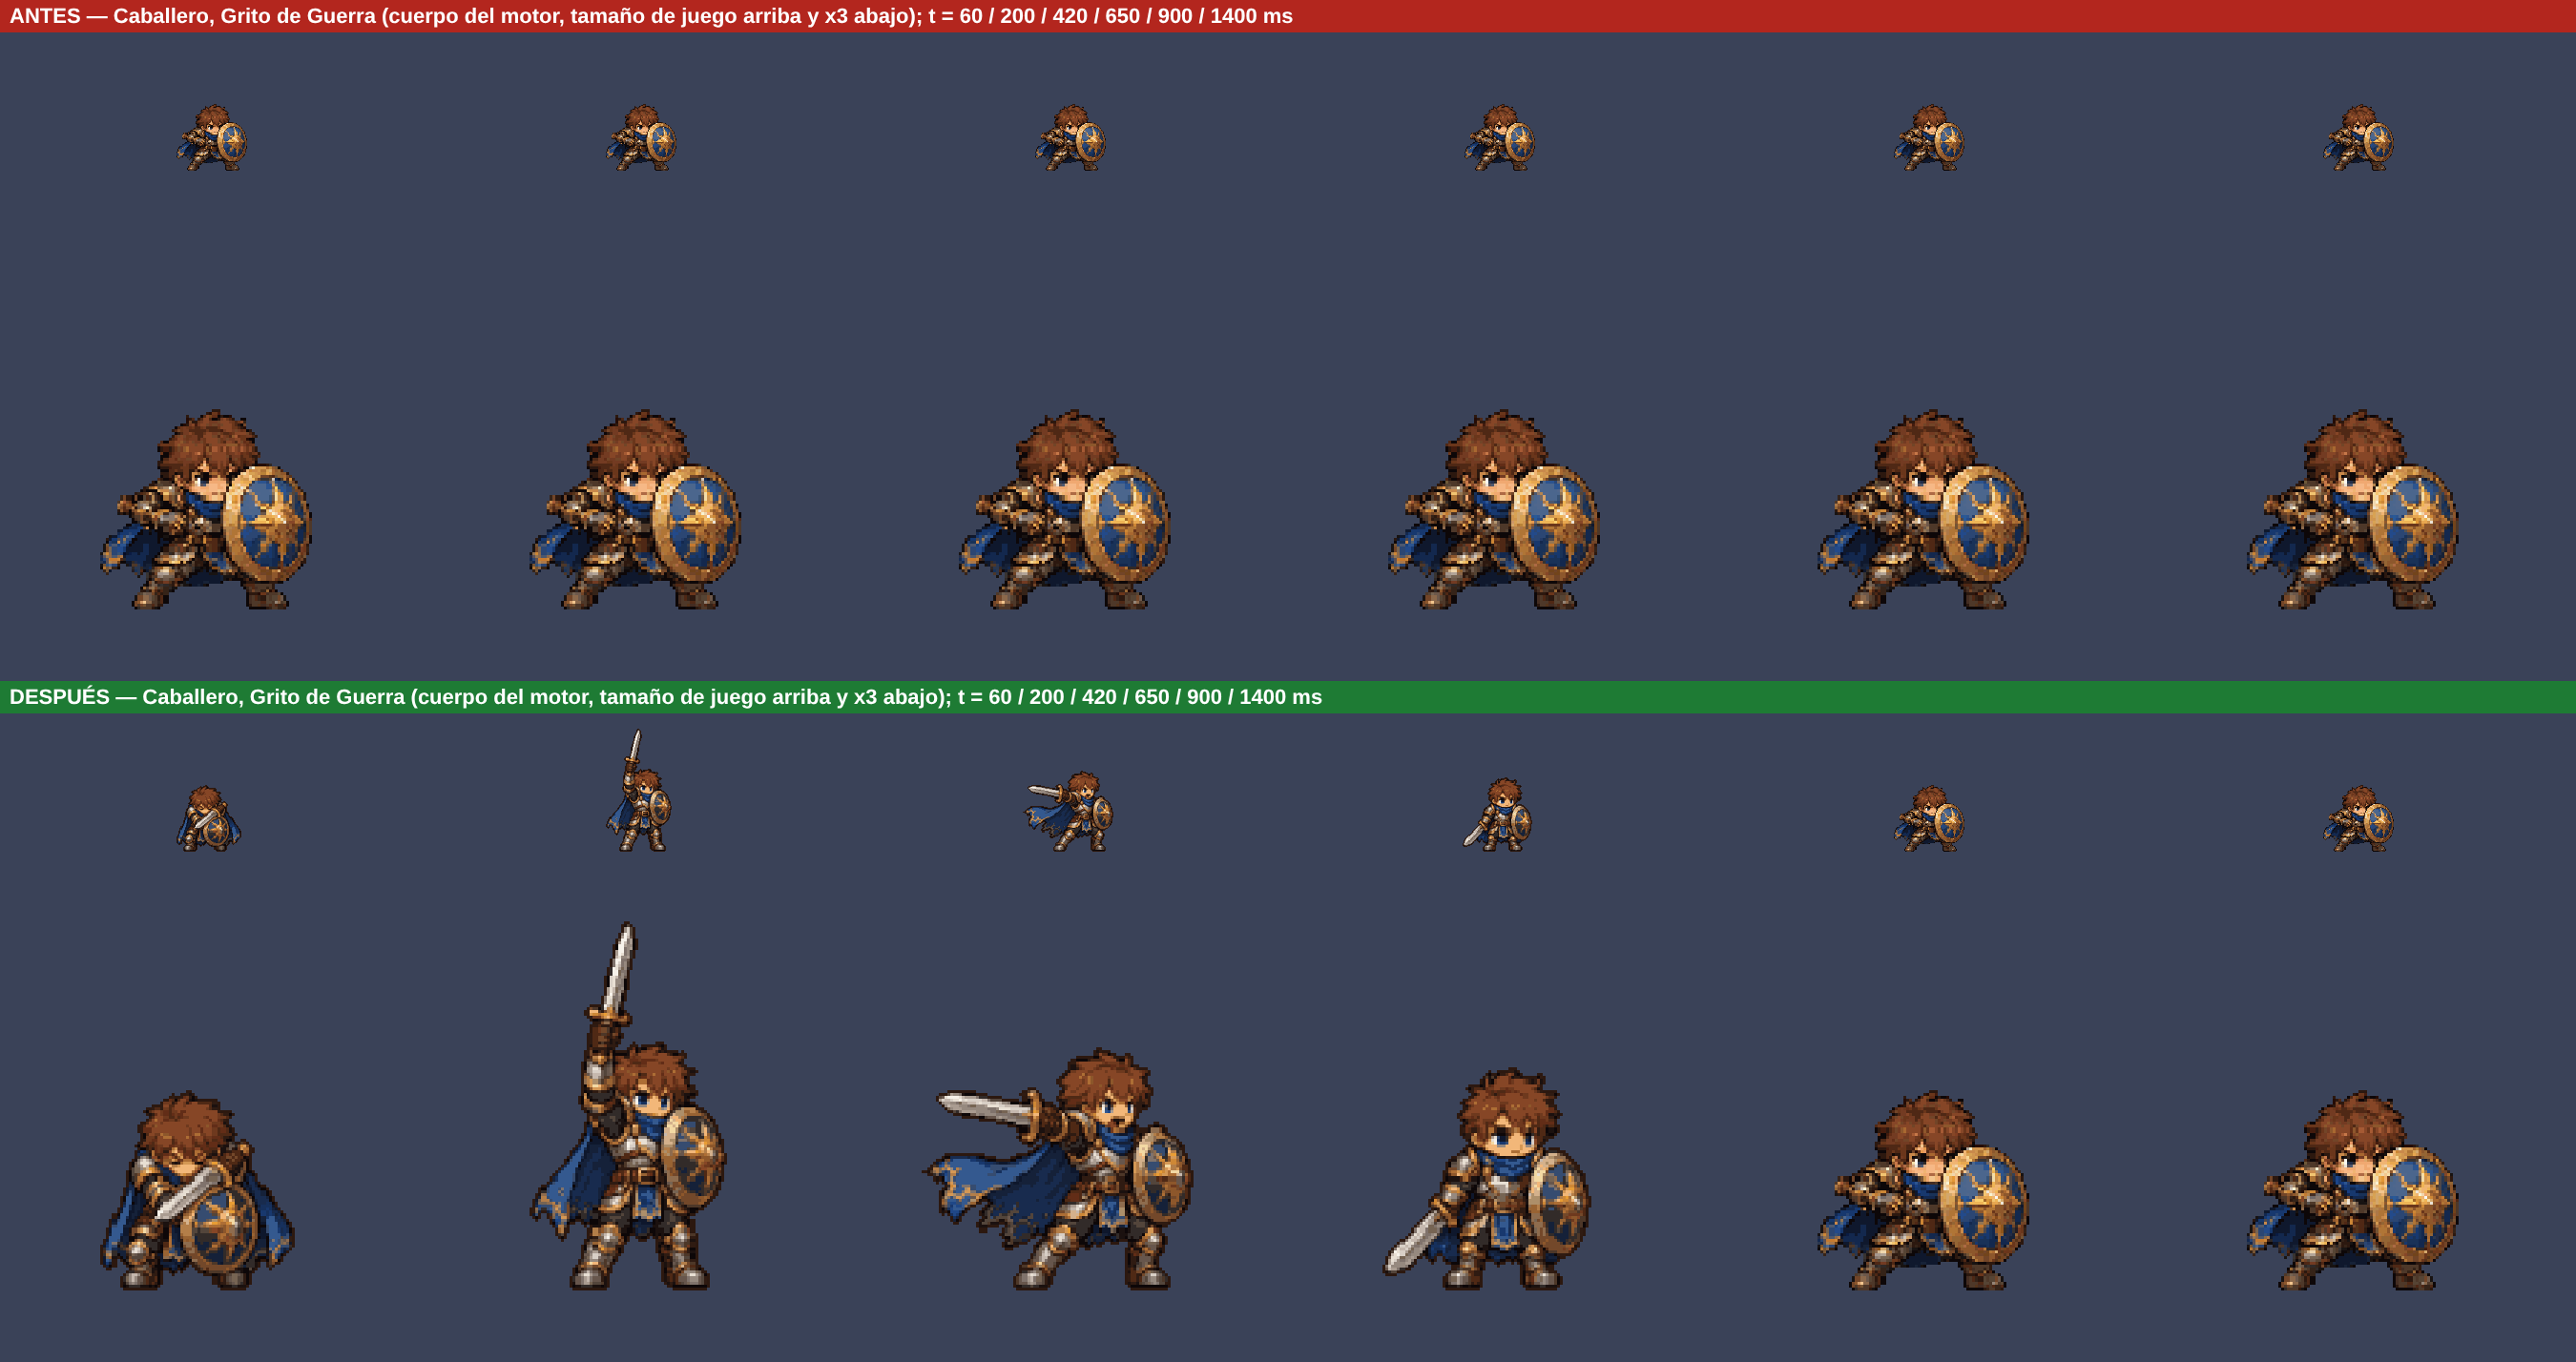 ANTES — Caballero, Grito de Guerra (cuerpo del motor, tamaño de juego arriba y x3 abajo); t = 60 / 200 / 420 / 650 / 900 / 1400 ms
DESPUÉS — Caballero, Grito de Guerra (cuerpo del motor, tamaño de juego arriba y x3 abajo); t = 60 / 200 / 420 / 650 / 900 / 1400 ms